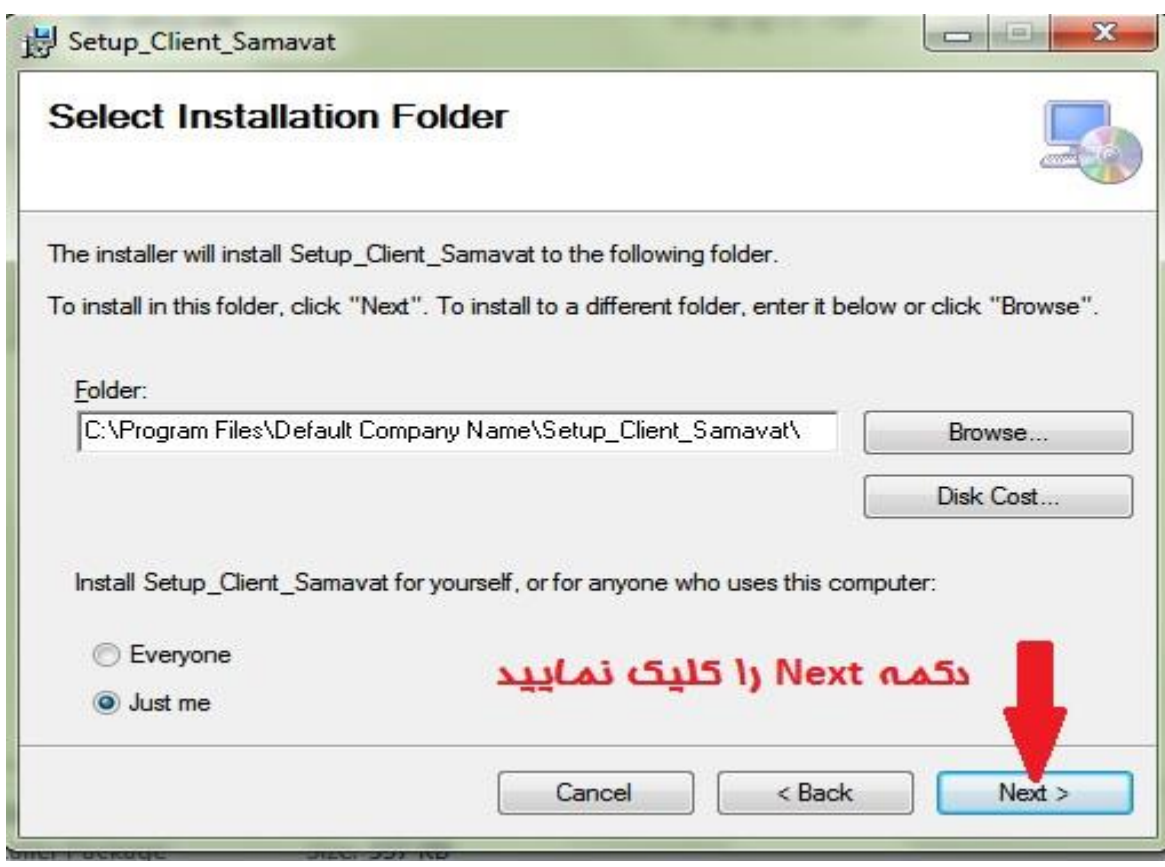 Setup_Client_Samavat
Select Installation Folder
The installer will install Setup_Client_Samavat to the following folder.
To install in this folder, click "Next". To install to a different folder, enter it below or click "Browse".
Folder:
C:\Program Files\Default Company Name\Setup_Client_Samavat\
Browse...
Disk Cost...
Install Setup_Client_Samavat for yourself, or for anyone who uses this computer:
Everyone
Just me
دکمه Next را کلیک نمایید
Cancel
< Back
Next >